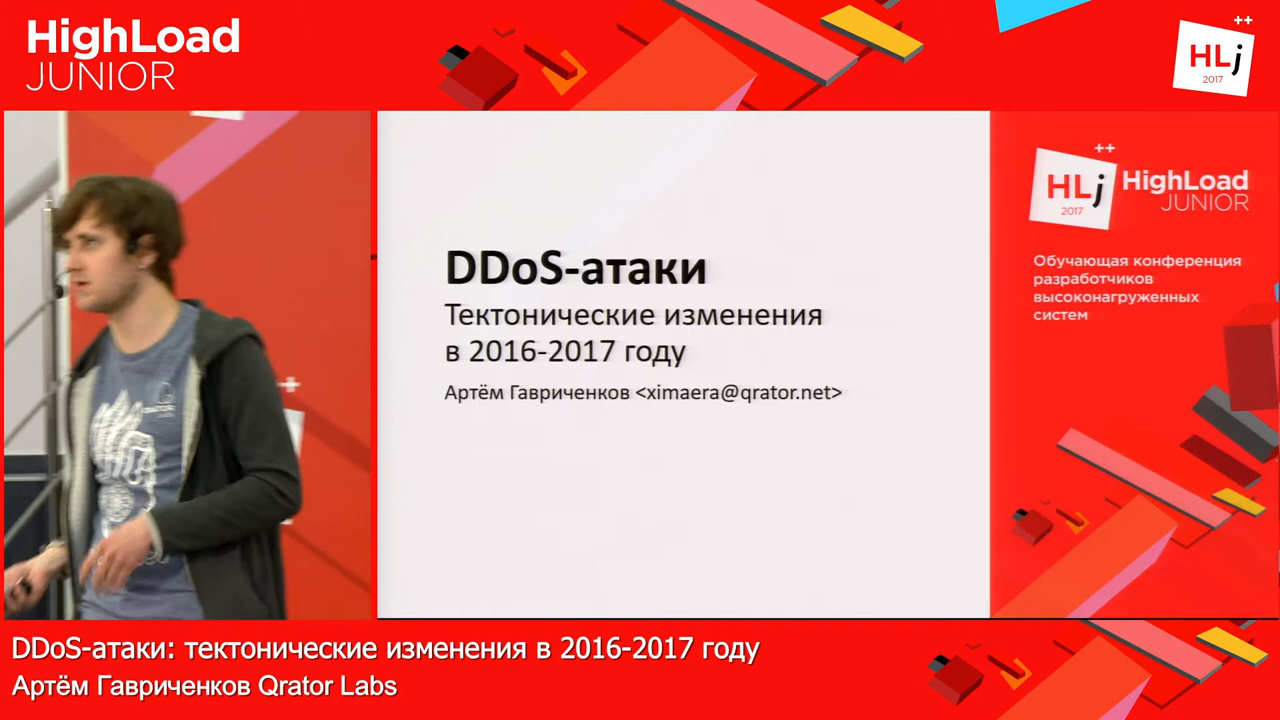 HighLoad
JUNIOR
++
HLj
2017
DDoS-атаки
Тектонические изменения
в 2016-2017 году
Артём Гавриченков <ximaera@qrator.net>
++
HLj
2017
HighLoad
JUNIOR
Обучающая конференция
разработчиков
высоконагруженных
систем
++
DDoS-атаки: тектонические изменения в 2016-2017 году
Артём Гавриченков Qrator Labs